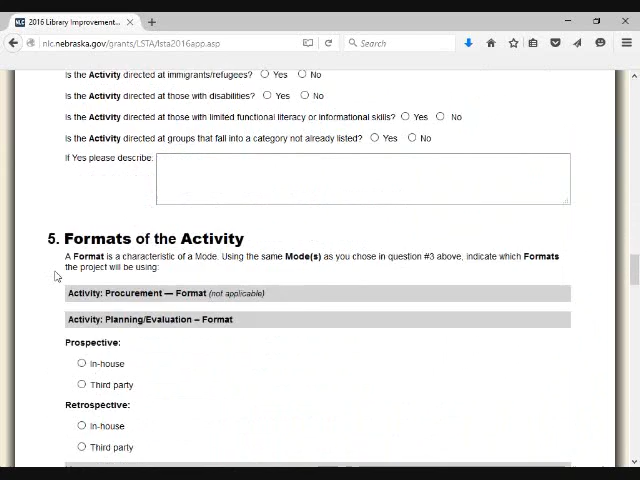 2016 Library Improvement...
nlc.nebraska.gov/grants/LSTA/lsta2016app.asp
Search
Is the Activity directed at immigrants/refugees? Yes No
Is the Activity directed at those with disabilities? Yes No
Is the Activity directed at those with limited functional literacy or informational skills? Yes No
Is the Activity directed at groups that fall into a category not already listed? Yes No
If Yes please describe:
5. Formats of the Activity
A Format is a characteristic of a Mode. Using the same Mode(s) as you chose in question #3 above, indicate which Formats
the project will be using:
Activity: Procurement — Format (not applicable)
Activity: Planning/Evaluation – Format
Prospective:
In-house
Third party
Retrospective:
In-house
Third party